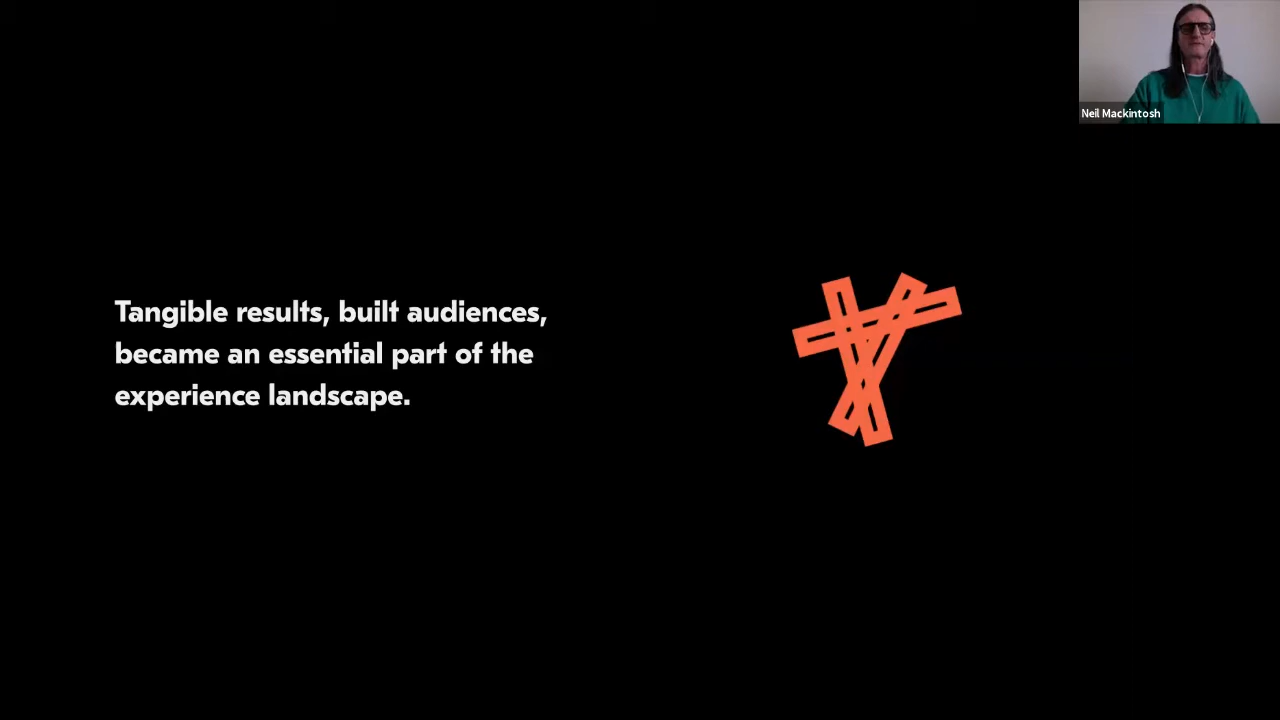 Neil Mackintosh
Tangible results, built audiences,
became an essential part of the
experience landscape.